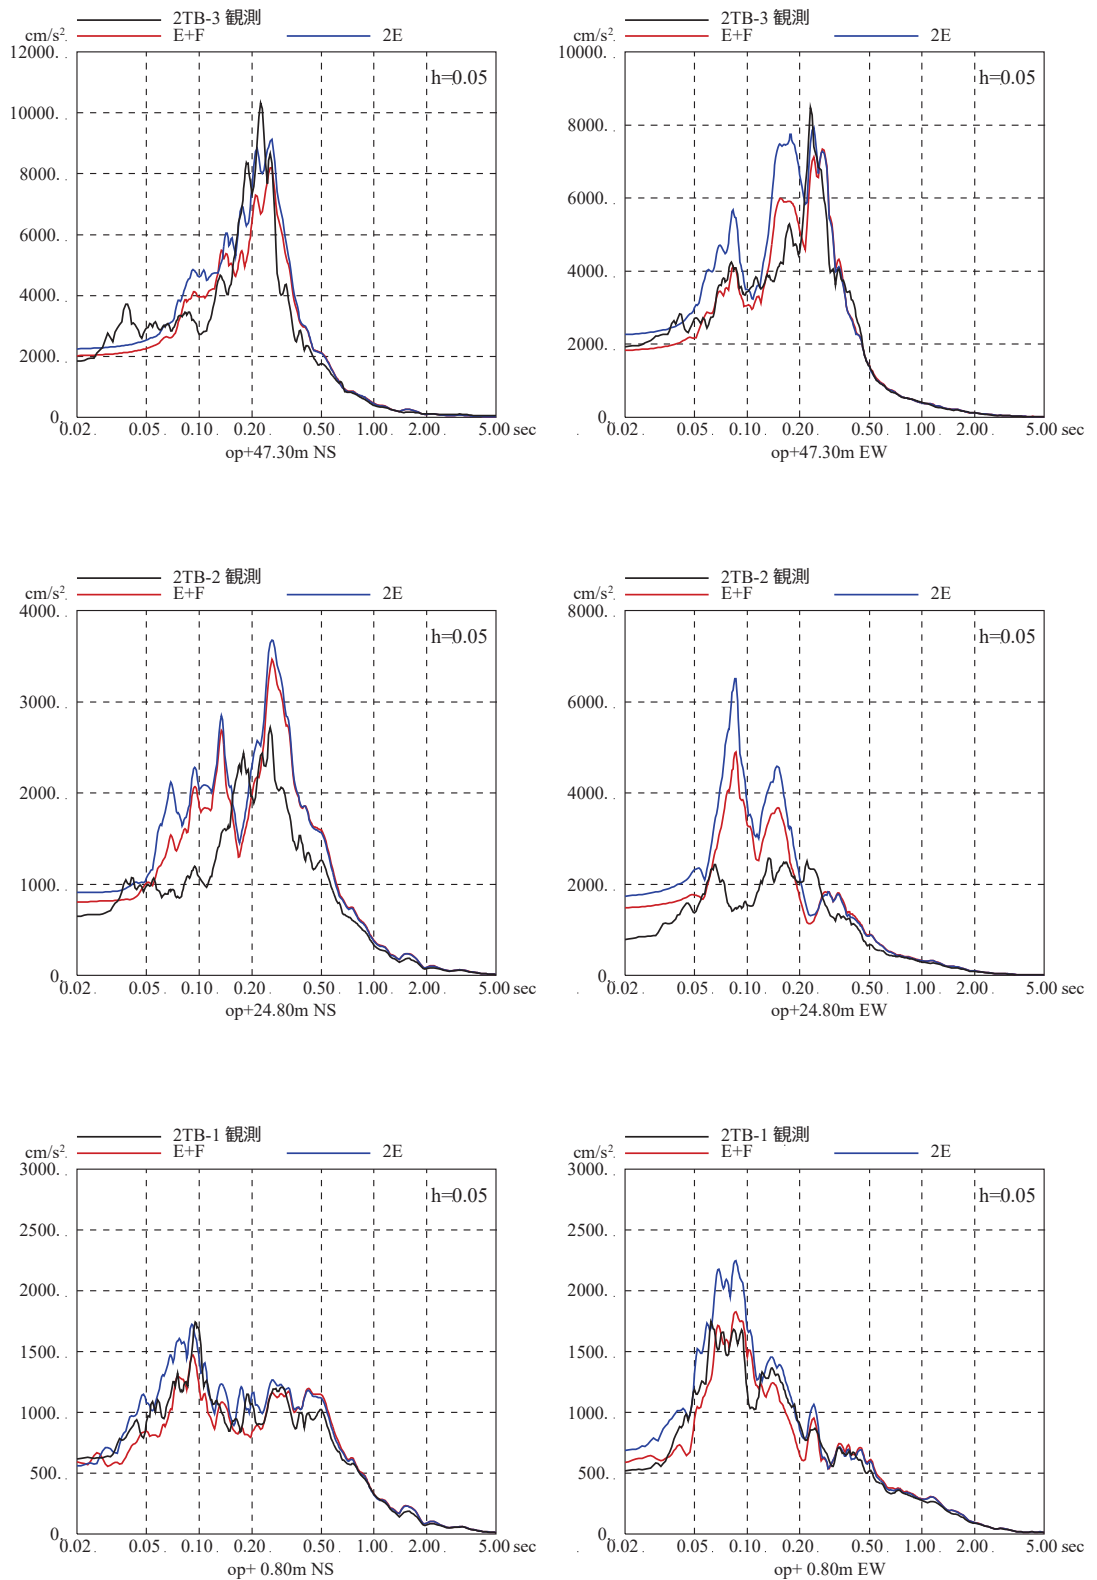 2TB-3 観測
cm/s². E+F 2E
12000.
h=0.05
10000.
8000.
6000.
4000.
2000.
0.
0.02 0.05 0.10 0.20 0.50 1.00 2.00 5.00 sec
op+47.30m NS
2TB-3 観測
cm/s². E+F 2E
10000.
h=0.05
8000.
6000.
4000.
2000.
0.
0.02 0.05 0.10 0.20 0.50 1.00 2.00 5.00 sec
op+47.30m EW
2TB-2 観測
cm/s². E+F 2E
4000.
h=0.05
3000.
2000.
1000.
0.
0.02 0.05 0.10 0.20 0.50 1.00 2.00 5.00 sec
op+24.80m NS
2TB-2 観測
cm/s². E+F 2E
8000.
h=0.05
6000.
4000.
2000.
0.
0.02 0.05 0.10 0.20 0.50 1.00 2.00 5.00 sec
op+24.80m EW
2TB-1 観測
cm/s². E+F 2E
3000.
h=0.05
2500.
2000.
1500.
1000.
500.
0.
0.02 0.05 0.10 0.20 0.50 1.00 2.00 5.00 sec
op+ 0.80m NS
2TB-1 観測
cm/s². E+F 2E
3000.
h=0.05
2500.
2000.
1500.
1000.
500.
0.
0.02 0.05 0.10 0.20 0.50 1.00 2.00 5.00 sec
op+ 0.80m EW